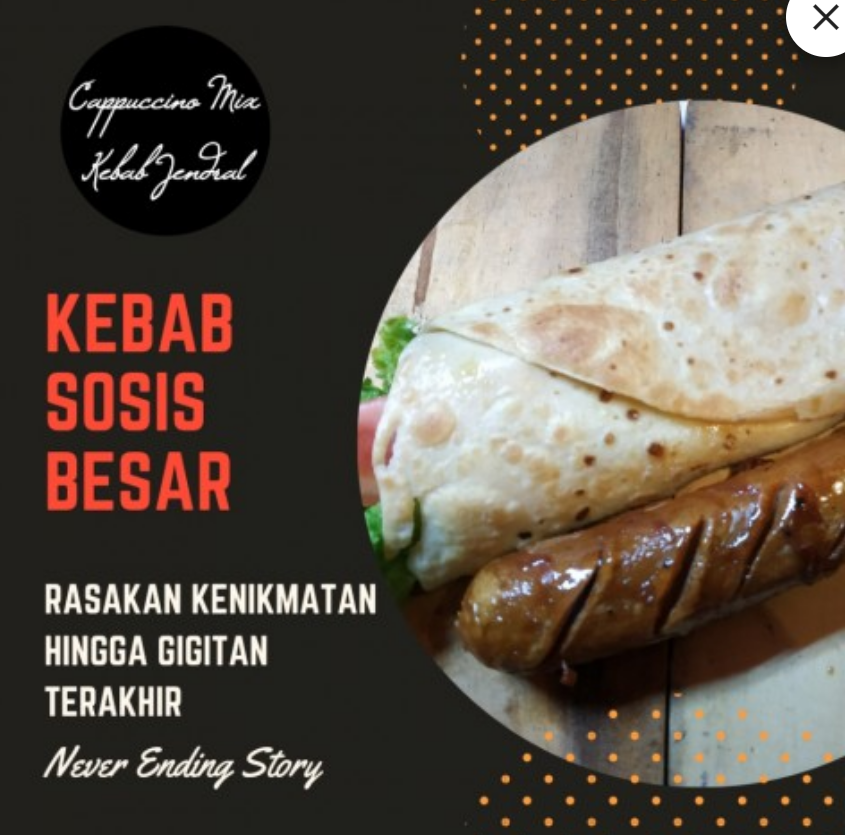 Cappuccino Mix
Kebab Jendral
KEBAB
SOSIS
BESAR
RASAKAN KENIKMATAN
HINGGA GIGITAN
TERAKHIR
Never Ending Story